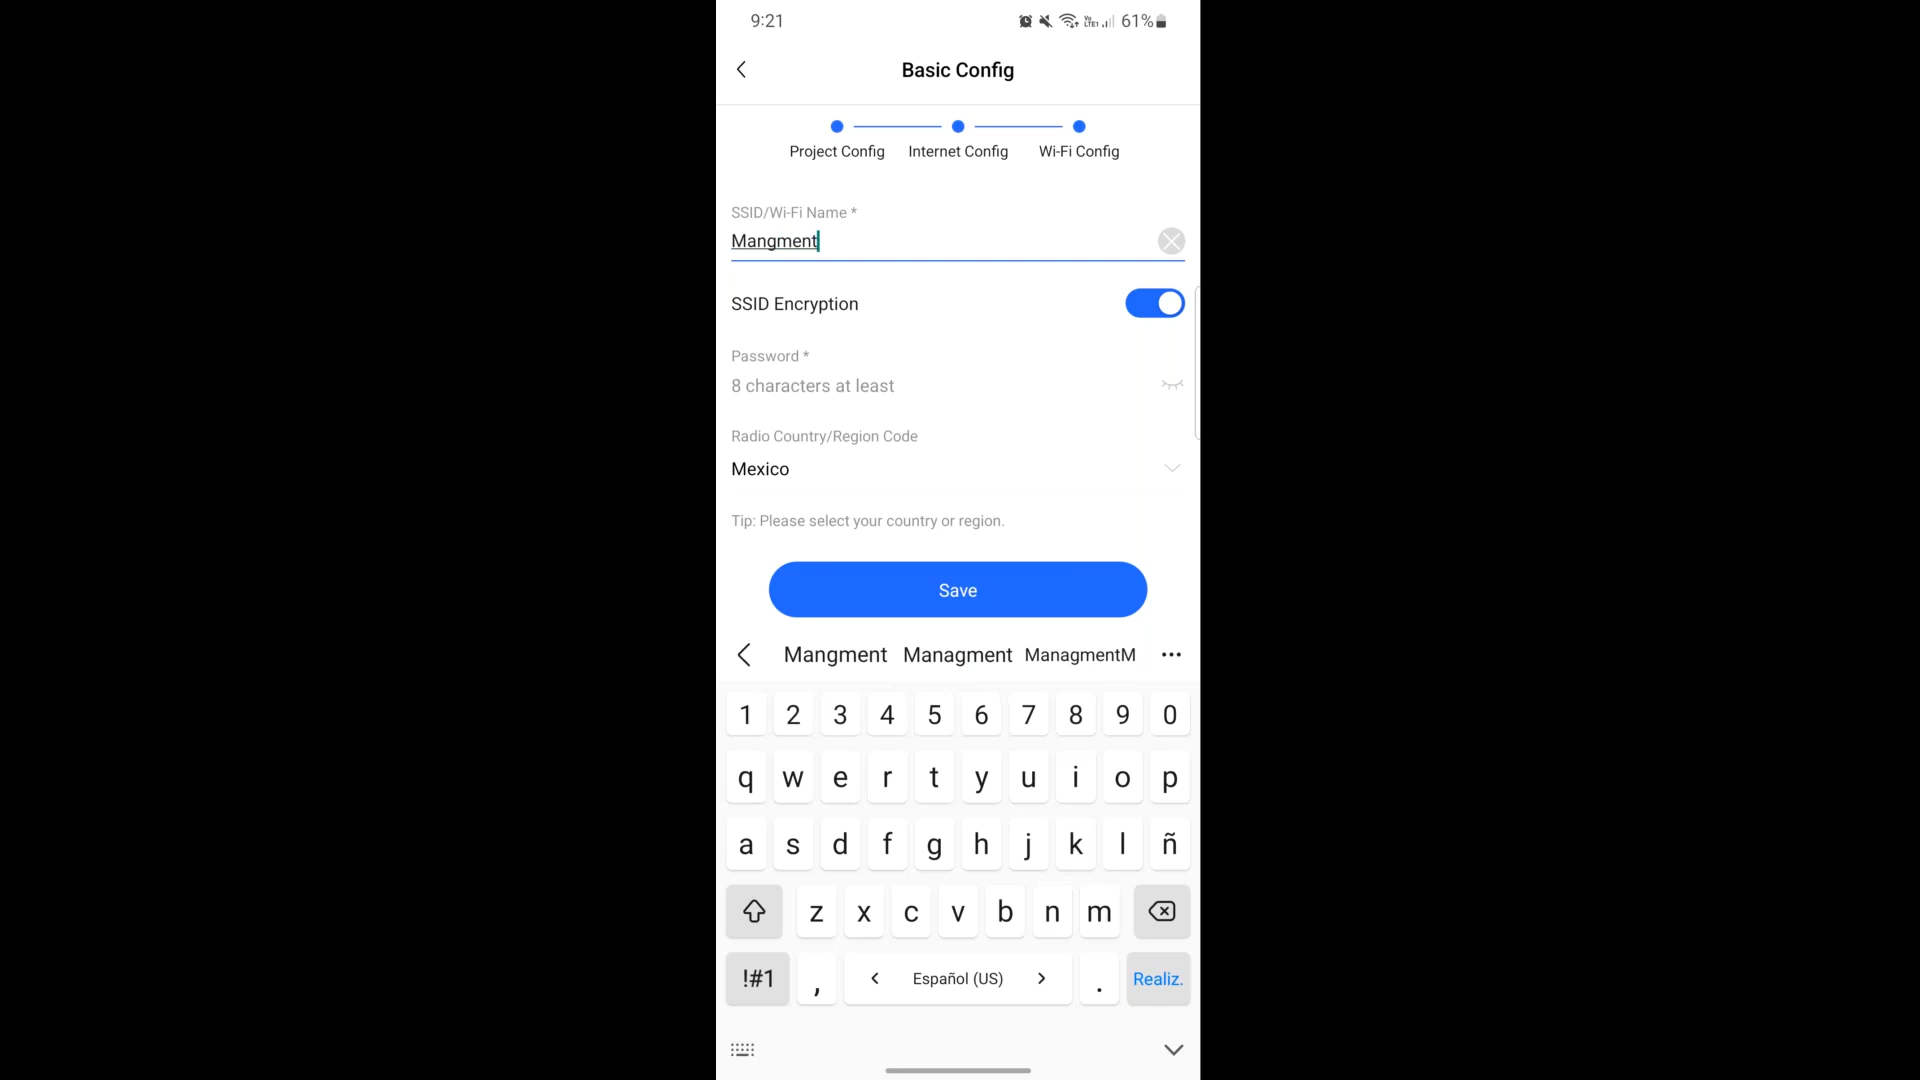 9:21
Vo LTE1 61%
Basic Config
Project Config Internet Config Wi-Fi Config
SSID/Wi-Fi Name *
Mangment
SSID Encryption
Password *
8 characters at least
Radio Country/Region Code
Mexico
Tip: Please select your country or region.
Save
Mangment Managment ManagmentM ...
1 2 3 4 5 6 7 8 9 0
q w e r t y u i o p
a s d f g h j k l ñ
z x c v b n m
!#1 , < Español (US) > . Realiz.